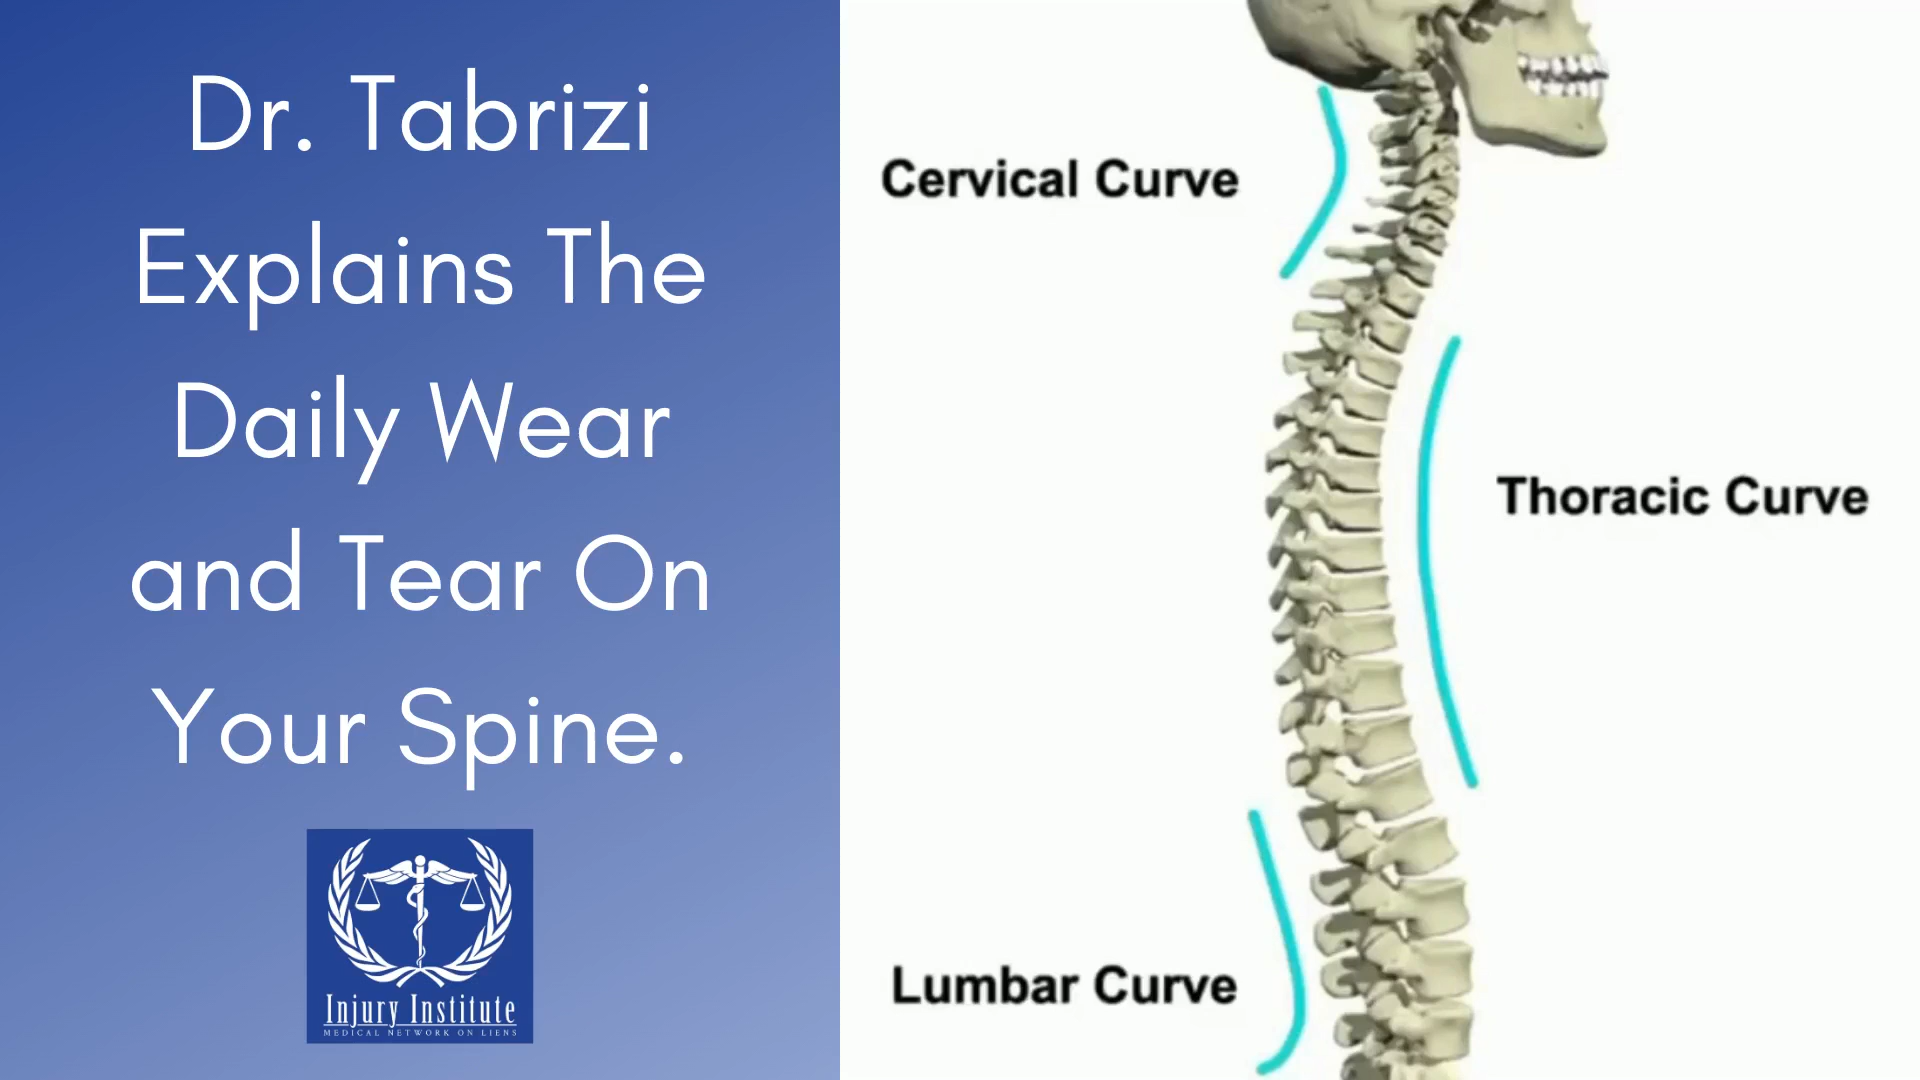 Dr. Tabrizi
Explains The
Daily Wear
and Tear On
Your Spine.
Injury Institute
MEDICAL NETWORK ON LIENS
Cervical Curve
Thoracic Curve
Lumbar Curve